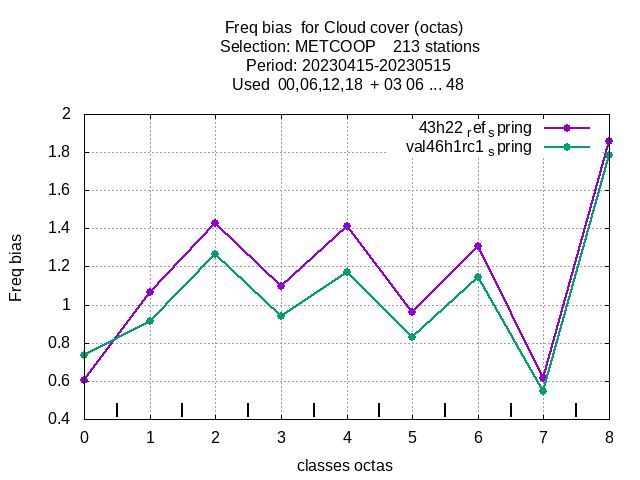 Freq bias  for Cloud cover (octas)
Selection: METCOOP    213 stations
Period: 20230415-20230515
Used  00,06,12,18  + 03 06 ... 48
2
1.8
1.6
1.4
1.2
1
0.8
0.6
0.4
Freq bias
43h22 ref spring
val46h1rc1 spring
0 1 2 3 4 5 6 7 8
classes octas